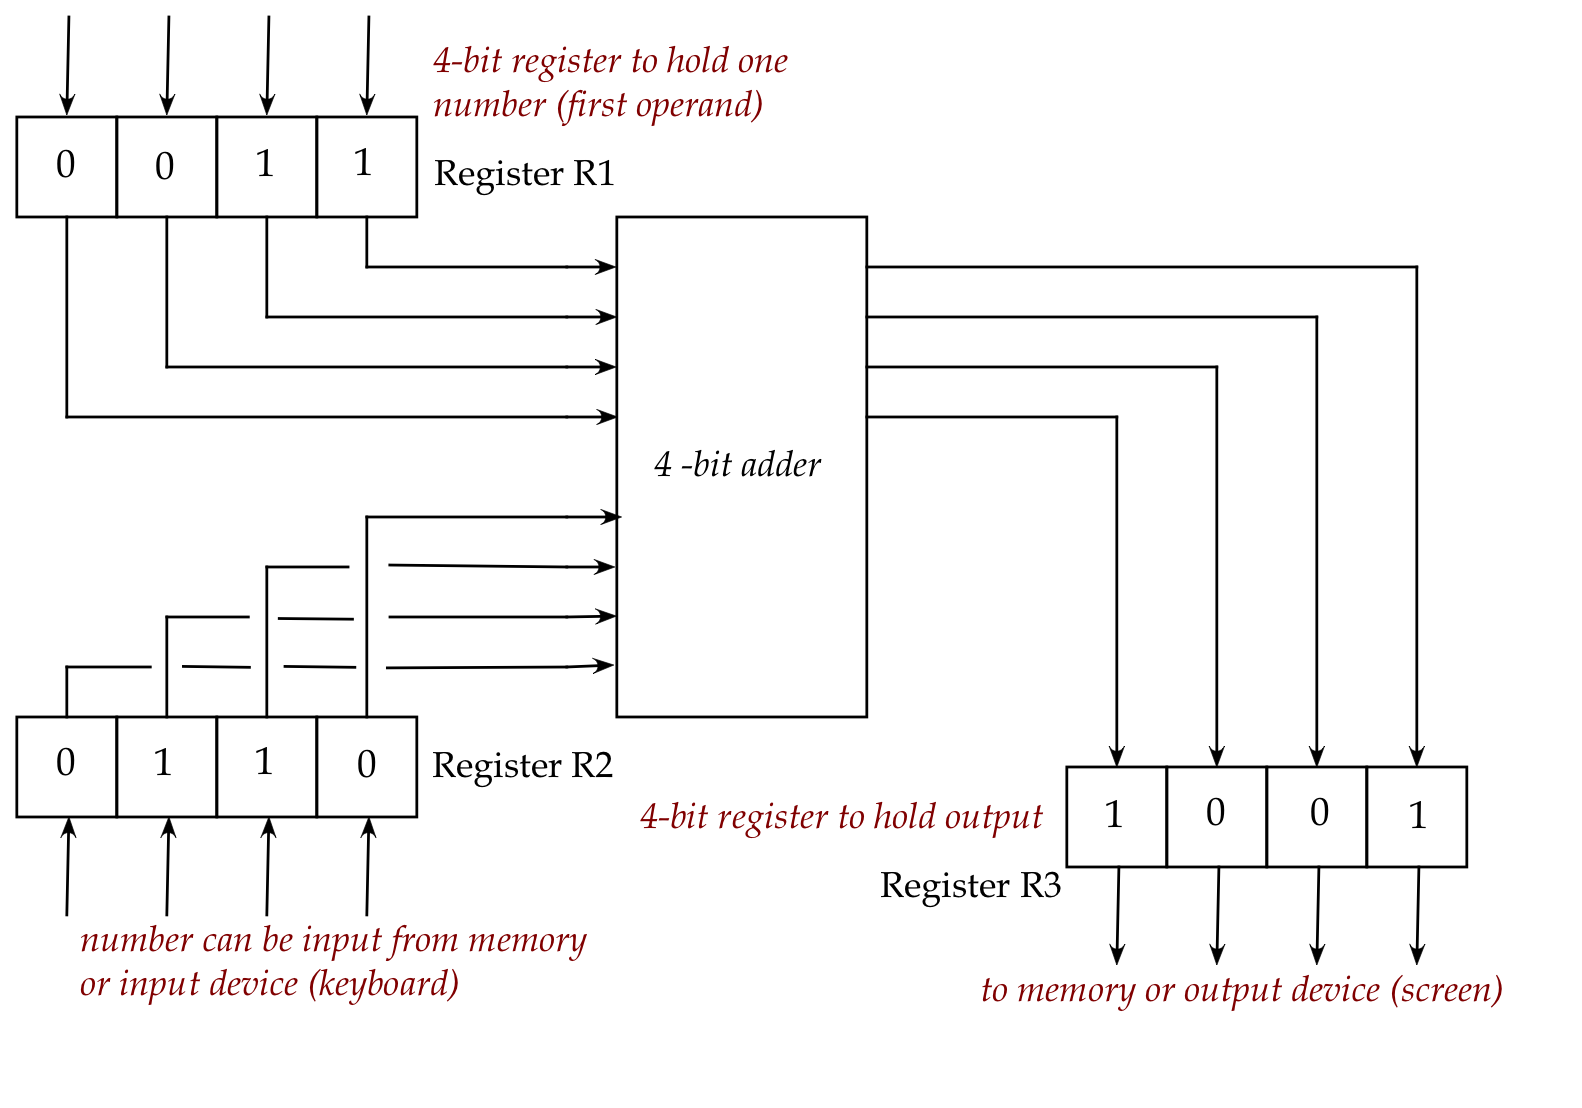 4-bit register to hold one
number (first operand)
0 0 1 1
Register R1
4 -bit adder
0 1 1 0
Register R2
4-bit register to hold output
1 0 0 1
Register R3
number can be input from memory
or input device (keyboard)
to memory or output device (screen)